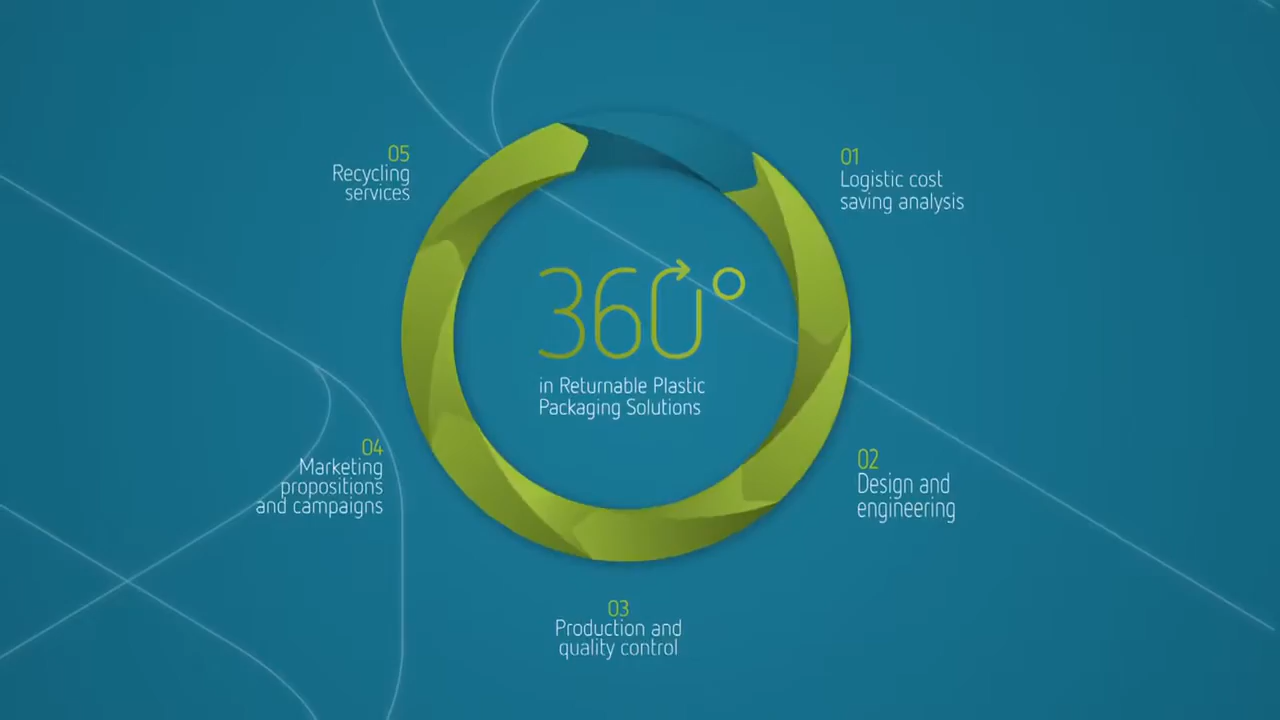 360°
in Returnable Plastic
Packaging Solutions
01
Logistic cost
saving analysis
02
Design and
engineering
03
Production and
quality control
04
Marketing
propositions
and campaigns
05
Recycling
services